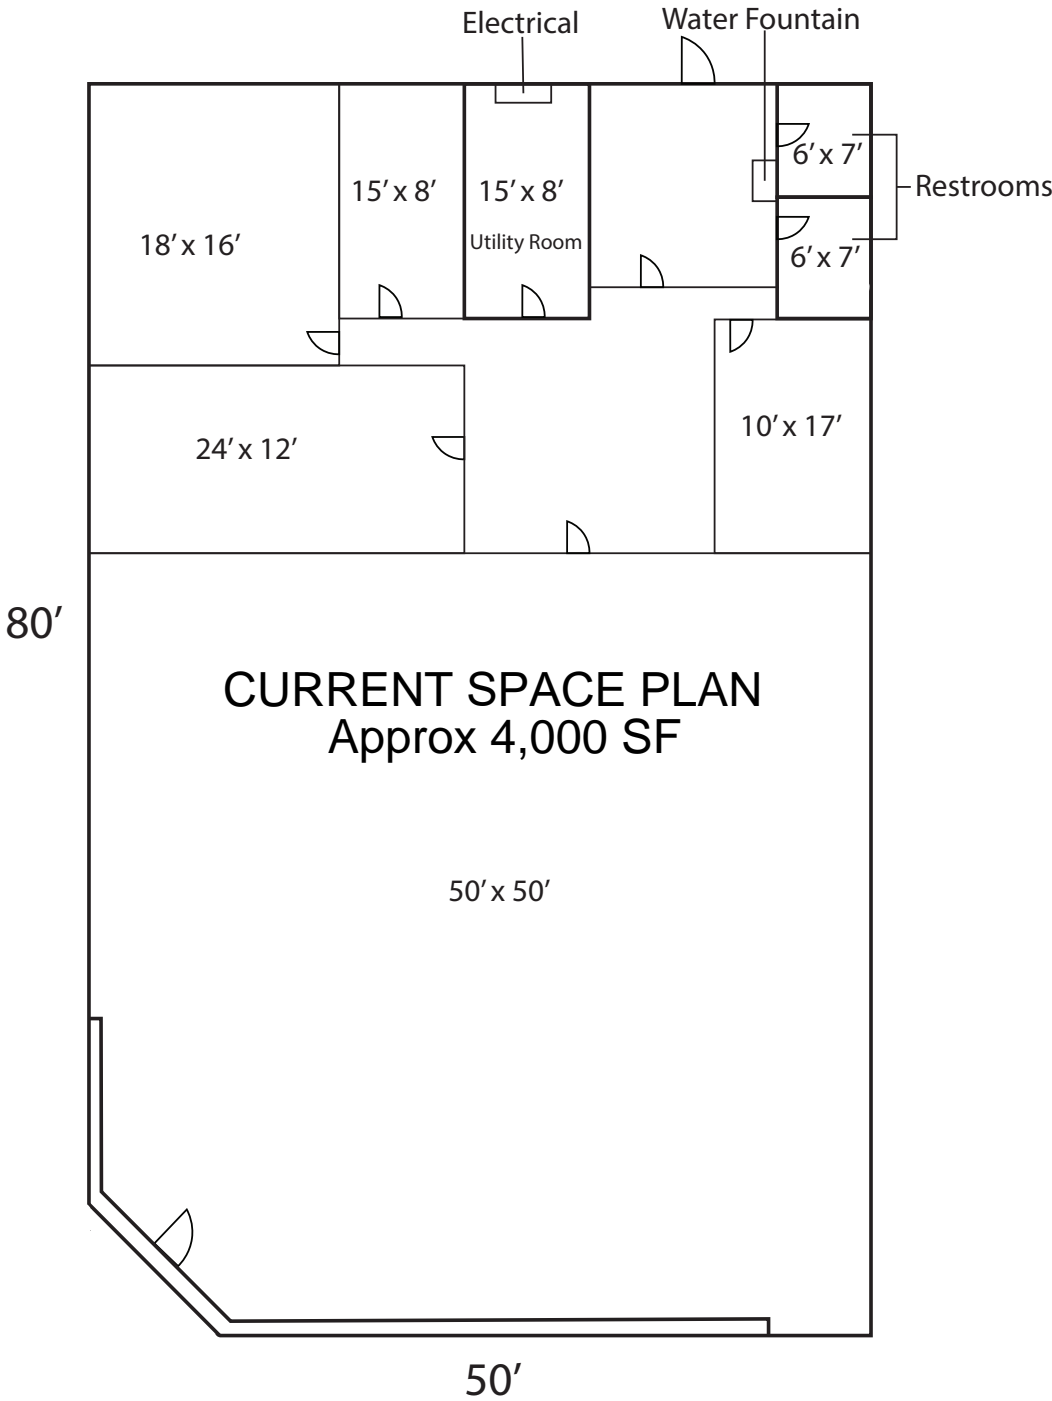 Electrical
Water Fountain
6’ x 7’
15’ x 8’
15’ x 8’
Restrooms
18’ x 16’
Utility Room
6’ x 7’
10’ x 17’
24’ x 12’
80’
CURRENT SPACE PLAN
Approx 4,000 SF
50’ x 50’
50’